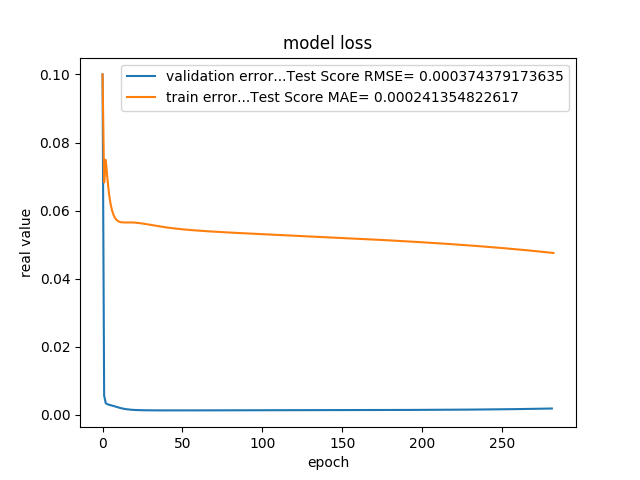 model loss
validation error...Test Score RMSE= 0.000374379173635
train error...Test Score MAE= 0.000241354822617
real value
0.10
0.08
0.06
0.04
0.02
0.00
0 50 100 150 200 250
epoch